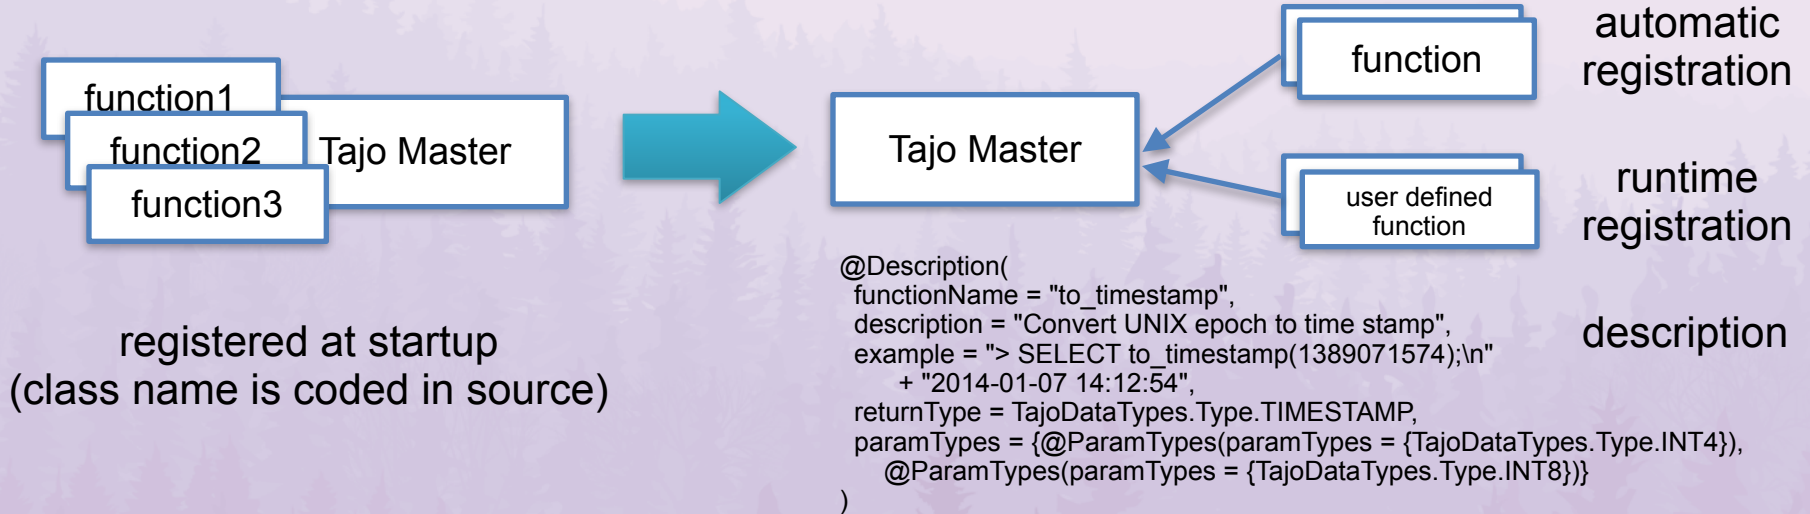 function1
function2
function3
Tajo Master
registered at startup
(class name is coded in source)
Tajo Master
function
automatic
registration
user defined
function
runtime
registration
@Description(
functionName = "to_timestamp",
description = "Convert UNIX epoch to time stamp",
example = "> SELECT to_timestamp(1389071574);\n"
+ "2014-01-07 14:12:54",
returnType = TajoDataTypes.Type.TIMESTAMP,
paramTypes = {@ParamTypes(paramTypes = {TajoDataTypes.Type.INT4}),
@ParamTypes(paramTypes = {TajoDataTypes.Type.INT8})}
)
description